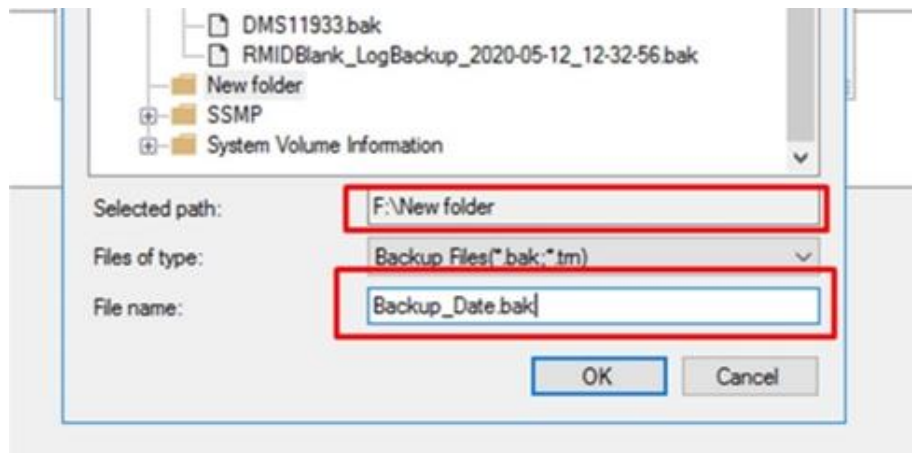 DMS11933.bak
RMIDBlank_LogBackup_2020-05-12_12-32-56.bak
New folder
SSMP
System Volume Information
Selected path: F:\New folder
Files of type: Backup Files(*.bak;*.trn)
File name: Backup_Date.bak
OK Cancel